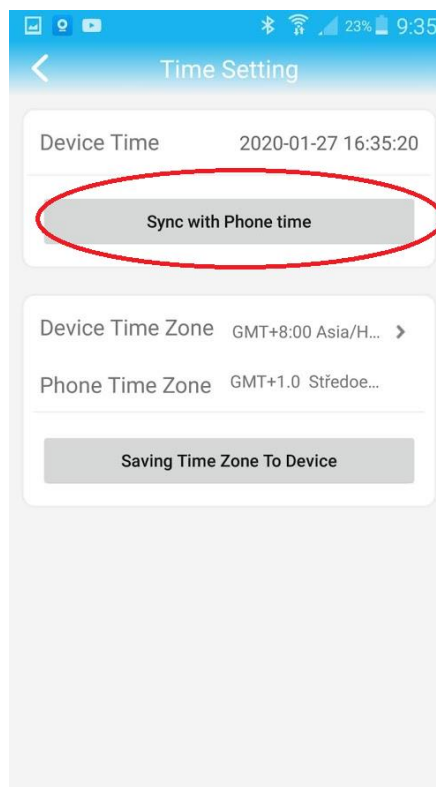 23% 9:35
Time Setting
Device Time 2020-01-27 16:35:20
Sync with Phone time
Device Time Zone GMT+8:00 Asia/H...
Phone Time Zone GMT+1.0 Středoe...
Saving Time Zone To Device